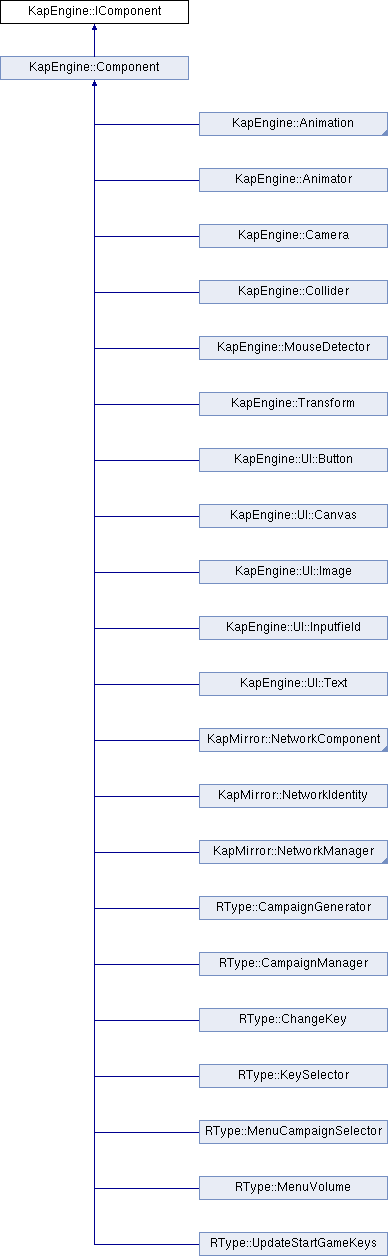 KapEngine::IComponent
KapEngine::Component
KapEngine::Animation
KapEngine::Animator
KapEngine::Camera
KapEngine::Collider
KapEngine::MouseDetector
KapEngine::Transform
KapEngine::UI::Button
KapEngine::UI::Canvas
KapEngine::UI::Image
KapEngine::UI::Inputfield
KapEngine::UI::Text
KapMirror::NetworkComponent
KapMirror::NetworkIdentity
KapMirror::NetworkManager
RType::CampaignGenerator
RType::CampaignManager
RType::ChangeKey
RType::KeySelector
RType::MenuCampaignSelector
RType::MenuVolume
RType::UpdateStartGameKeys